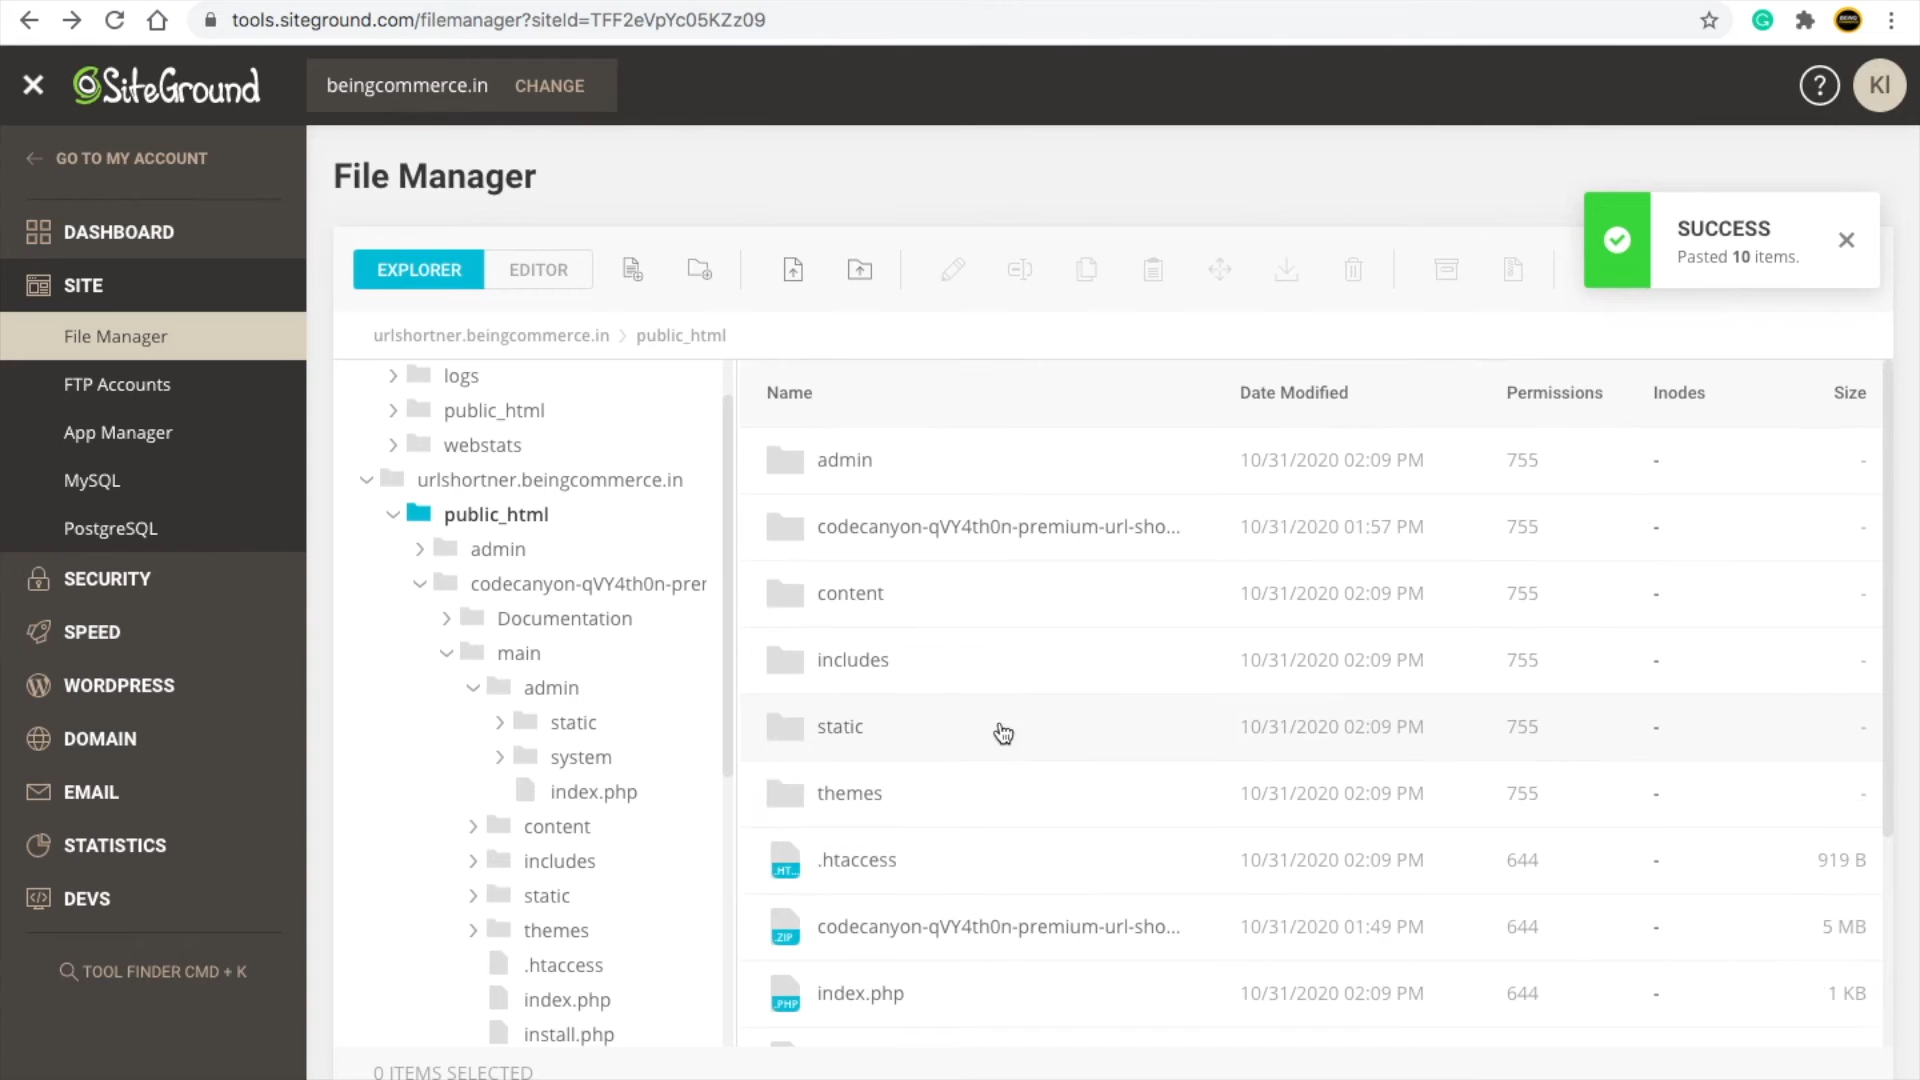 tools.siteground.com/filemanager?siteId=TFF2eVpYc05KZz09
SiteGround
beingcommerce.in CHANGE
?
KI
GO TO MY ACCOUNT
DASHBOARD
SITE
File Manager
FTP Accounts
App Manager
MySQL
PostgreSQL
SECURITY
SPEED
WORDPRESS
DOMAIN
EMAIL
STATISTICS
DEVS
TOOL FINDER CMD + K
File Manager
SUCCESS
Pasted 10 items.
EXPLORER EDITOR
urlshortner.beingcommerce.in > public_html
logs
public_html
webstats
urlshortner.beingcommerce.in
public_html
admin
codecanyon-qVY4th0n-prer
Documentation
main
admin
static
system
index.php
content
includes
static
themes
.htaccess
index.php
install.php
Name Date Modified Permissions Inodes Size
admin 10/31/2020 02:09 PM 755 - -
codecanyon-qVY4th0n-premium-url-sho... 10/31/2020 01:57 PM 755 - -
content 10/31/2020 02:09 PM 755 - -
includes 10/31/2020 02:09 PM 755 - -
static 10/31/2020 02:09 PM 755 - -
themes 10/31/2020 02:09 PM 755 - -
.HT... .htaccess 10/31/2020 02:09 PM 644 - 919 B
.ZIP codecanyon-qVY4th0n-premium-url-sho... 10/31/2020 01:49 PM 644 - 5 MB
.PHP index.php 10/31/2020 02:09 PM 644 - 1 KB
0 ITEMS SELECTED